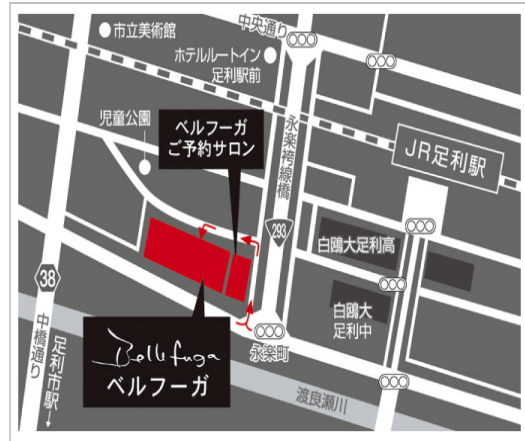 市立美術館
中央通り
ホテルルートイン
足利駅前
児童公園
ベルフーガ
ご予約サロン
永楽袴線橋
JR足利駅
293
白鴎大足利高
38
中橋通り
足利市駅
Bellefuga
ベルフーガ
永楽町
白鴎大
足利中
渡良瀬川